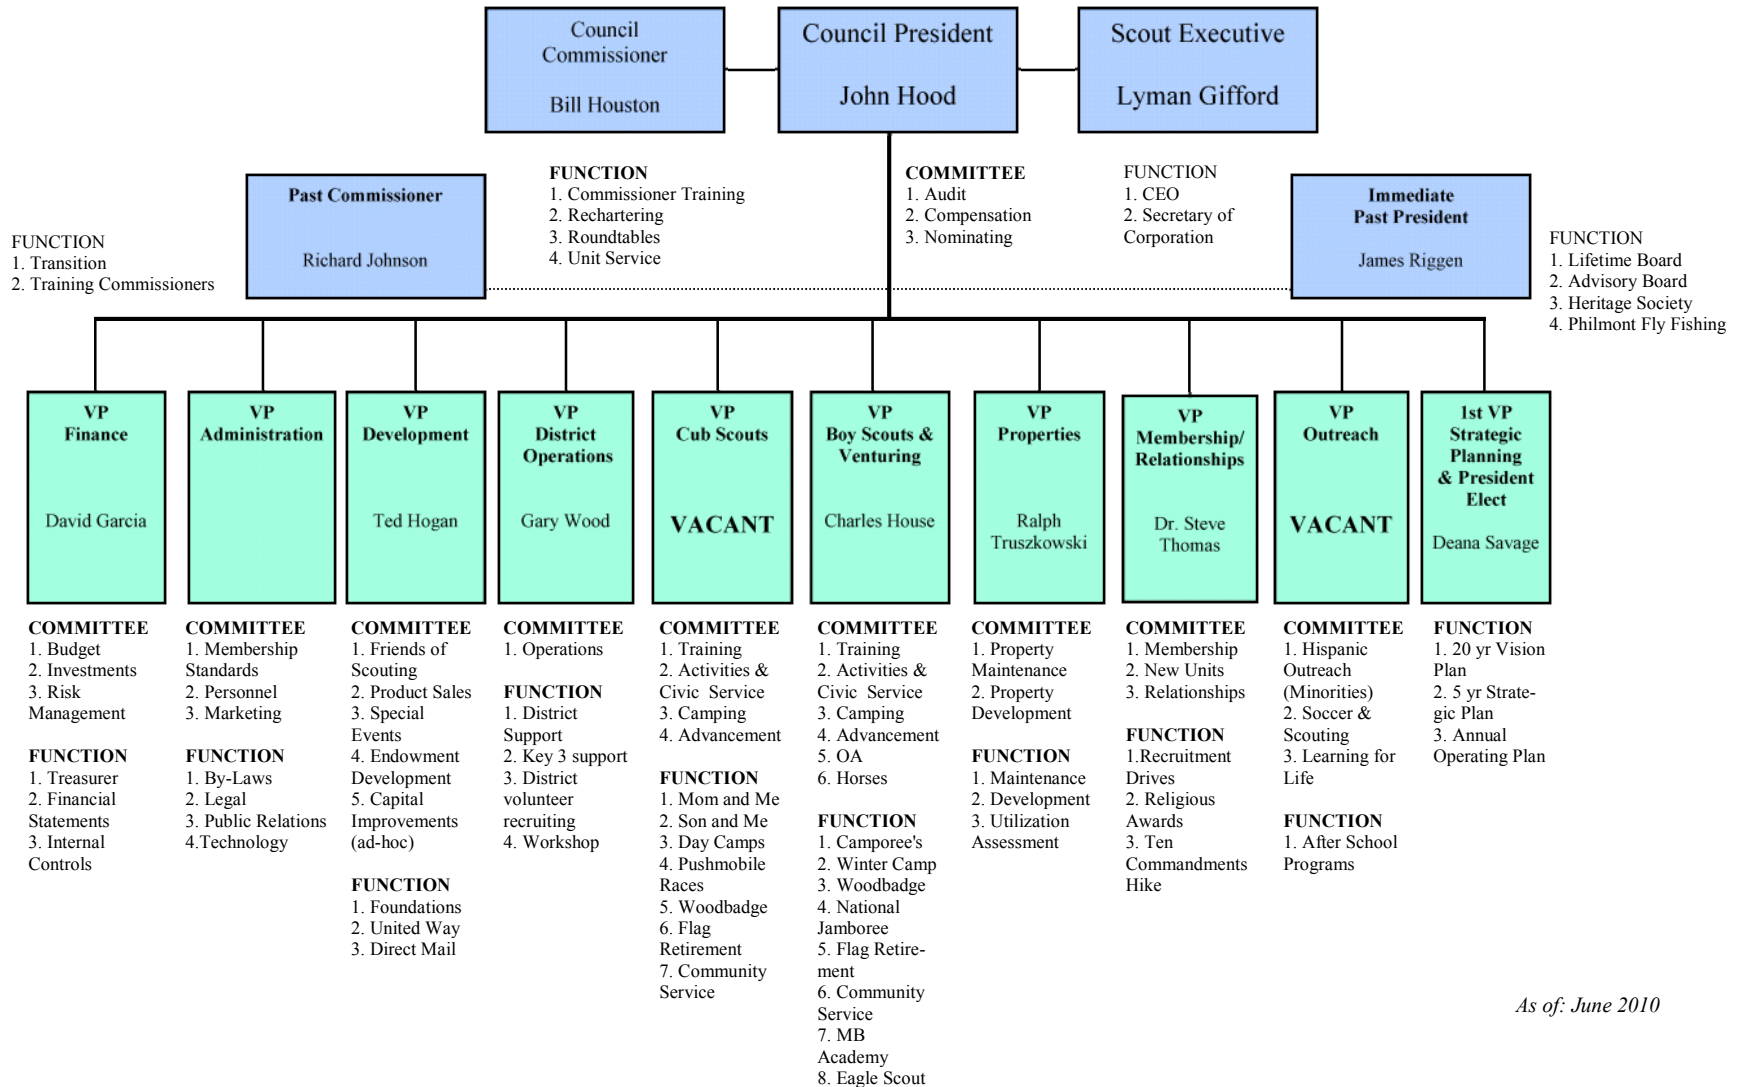 Council
Commissioner
Bill Houston
Council President
John Hood
Scout Executive
Lyman Gifford
FUNCTION
1. Transition
2. Training Commissioners
Past Commissioner
Richard Johnson
FUNCTION
1. Commissioner Training
2. Rechartering
3. Roundtables
4. Unit Service
COMMITTEE
1. Audit
2. Compensation
3. Nominating
FUNCTION
1. CEO
2. Secretary of
Corporation
Immediate
Past President
James Riggen
FUNCTION
1. Lifetime Board
2. Advisory Board
3. Heritage Society
4. Philmont Fly Fishing
VP
Finance
David Garcia
VP
Administration
VP
Development
Ted Hogan
VP
District
Operations
Gary Wood
VP
Cub Scouts
VACANT
VP
Boy Scouts &
Venturing
Charles House
VP
Properties
Ralph
Truszkowski
VP
Membership/
Relationships
Dr. Steve
Thomas
VP
Outreach
VACANT
1st VP
Strategic
Planning
& President
Elect
Deana Savage
COMMITTEE
1. Budget
2. Investments
3. Risk
Management
FUNCTION
1. Treasurer
2. Financial
Statements
3. Internal
Controls
COMMITTEE
1. Membership
Standards
2. Personnel
3. Marketing
FUNCTION
1. By-Laws
2. Legal
3. Public Relations
4.Technology
COMMITTEE
1. Friends of
Scouting
2. Product Sales
3. Special
Events
4. Endowment
Development
5. Capital
Improvements
(ad-hoc)
FUNCTION
1. Foundations
2. United Way
3. Direct Mail
COMMITTEE
1. Operations
FUNCTION
1. District
Support
2. Key 3 support
3. District
volunteer
recruiting
4. Workshop
COMMITTEE
1. Training
2. Activities &
Civic Service
3. Camping
4. Advancement
FUNCTION
1. Mom and Me
2. Son and Me
3. Day Camps
4. Pushmobile
Races
5. Woodbadge
6. Flag
Retirement
7. Community
Service
COMMITTEE
1. Training
2. Activities &
Civic Service
3. Camping
4. Advancement
5. OA
6. Horses
FUNCTION
1. Camporee's
2. Winter Camp
3. Woodbadge
4. National
Jamboree
5. Flag Retire-
ment
6. Community
Service
7. MB
Academy
8. Eagle Scout
COMMITTEE
1. Property
Maintenance
2. Property
Development
FUNCTION
1. Maintenance
2. Development
3. Utilization
Assessment
COMMITTEE
1. Membership
2. New Units
3. Relationships
FUNCTION
1.Recruitment
Drives
2. Religious
Awards
3. Ten
Commandments
Hike
COMMITTEE
1. Hispanic
Outreach
(Minorities)
2. Soccer &
Scouting
3. Learning for
Life
FUNCTION
1. After School
Programs
FUNCTION
1. 20 yr Vision
Plan
2. 5 yr Strate-
gic Plan
3. Annual
Operating Plan
As of: June 2010